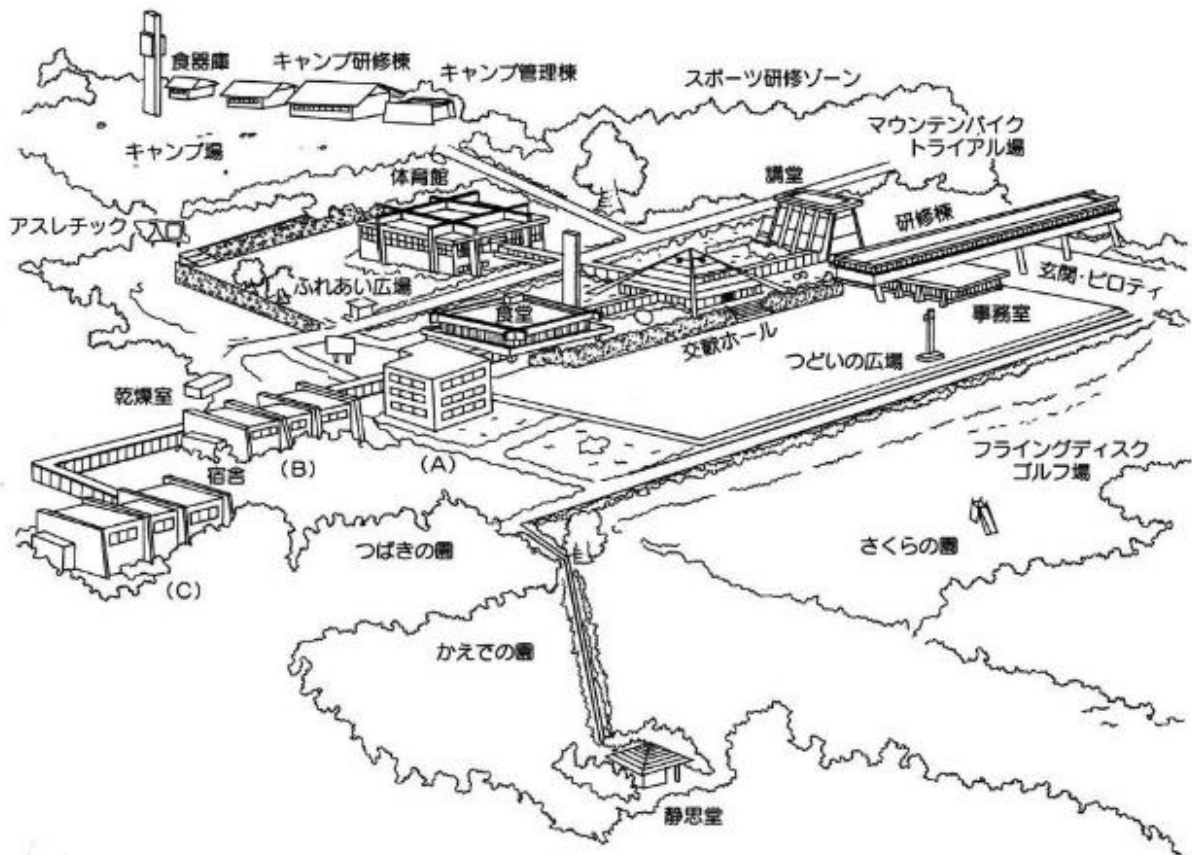 食器庫
キャンプ研修棟
キャンプ管理棟
スポーツ研修ゾーン
マウンテンバイク
トライアル場
キャンプ場
体育館
講堂
研修棟
アスレチック
ふれあい広場
玄関・ピロティ
食堂
事務室
交歓ホール
つどいの広場
乾燥室
宿舎
(B)
(A)
フライングディスク
ゴルフ場
つばきの園
さくらの園
(C)
かえでの園
静思堂